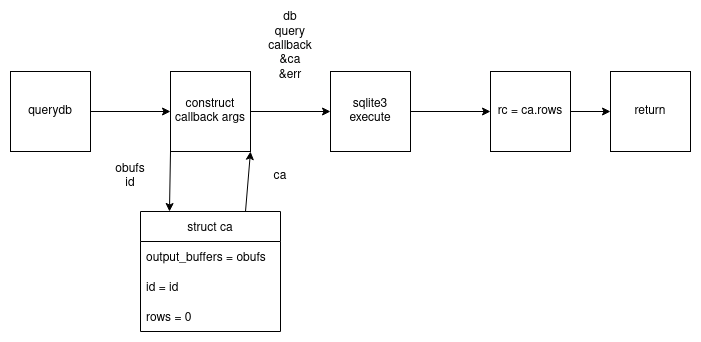 db
query
callback
&ca
&err
querydb
construct
callback args
sqlite3
execute
rc = ca.rows
return
obufs
id
ca
struct ca
output_buffers = obufs
id = id
rows = 0